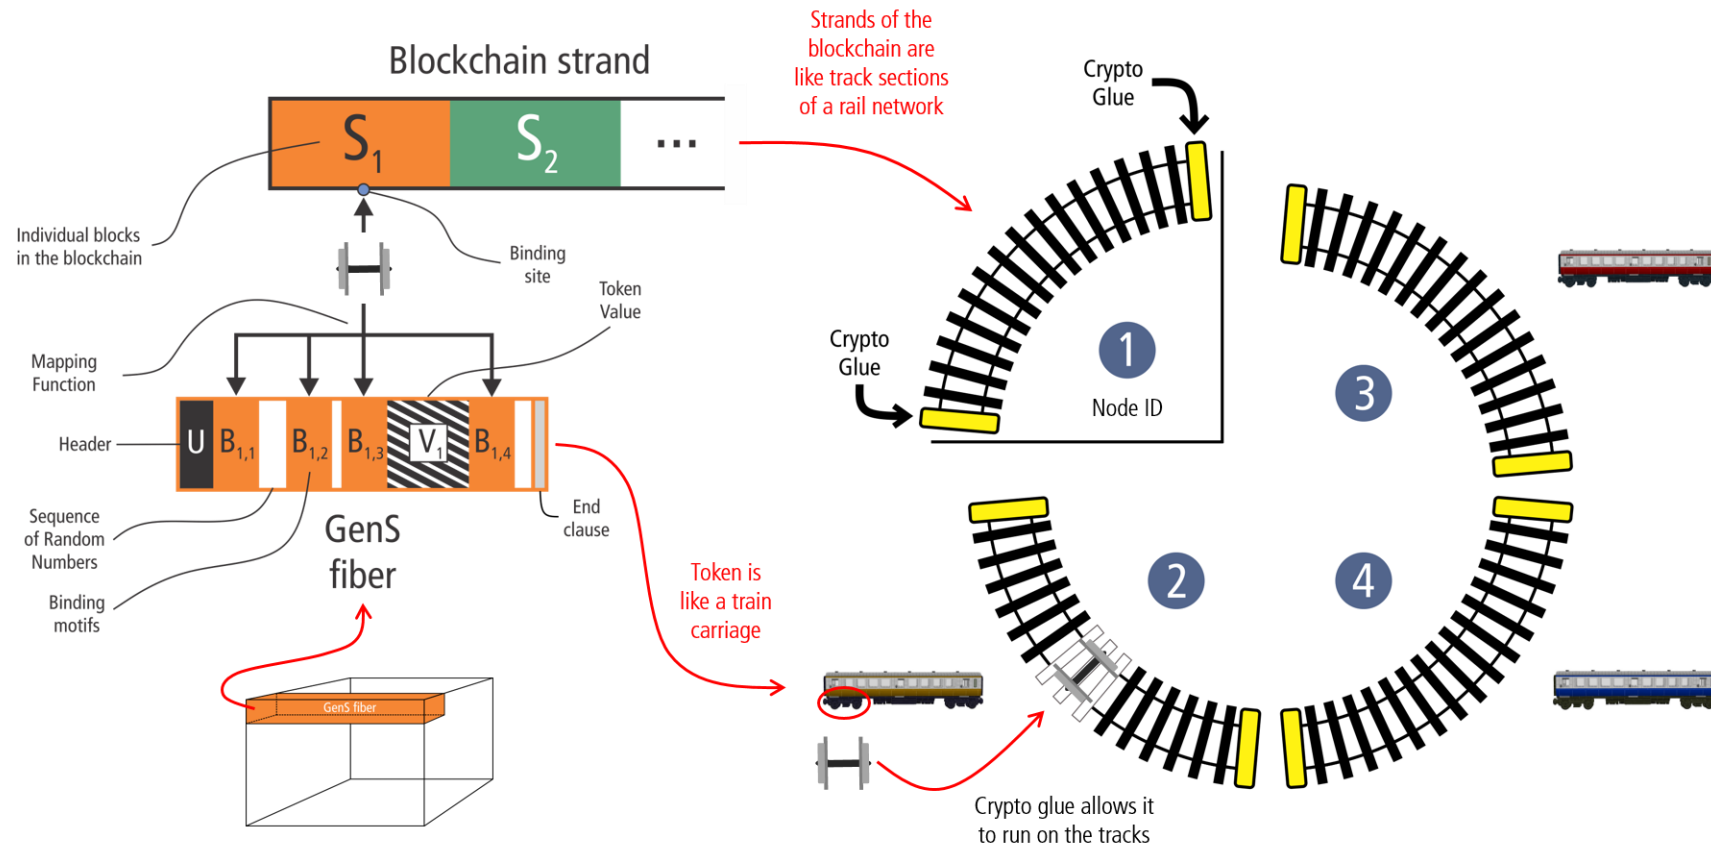 Blockchain strand
S1
S2
...
Strands of the
blockchain are
like track sections
of a rail network
Crypto
Glue
Individual blocks
in the blockchain
Binding
site
Token
Value
Mapping
Function
Header
U
B1,1
B1,2
B1,3
V1
B1,4
Sequence
of Random
Numbers
Binding
motifs
GenS
fiber
End
clause
GenS fiber
Token is
like a train
carriage
Crypto
Glue
1
Node ID
3
2
4
Crypto glue allows it
to run on the tracks